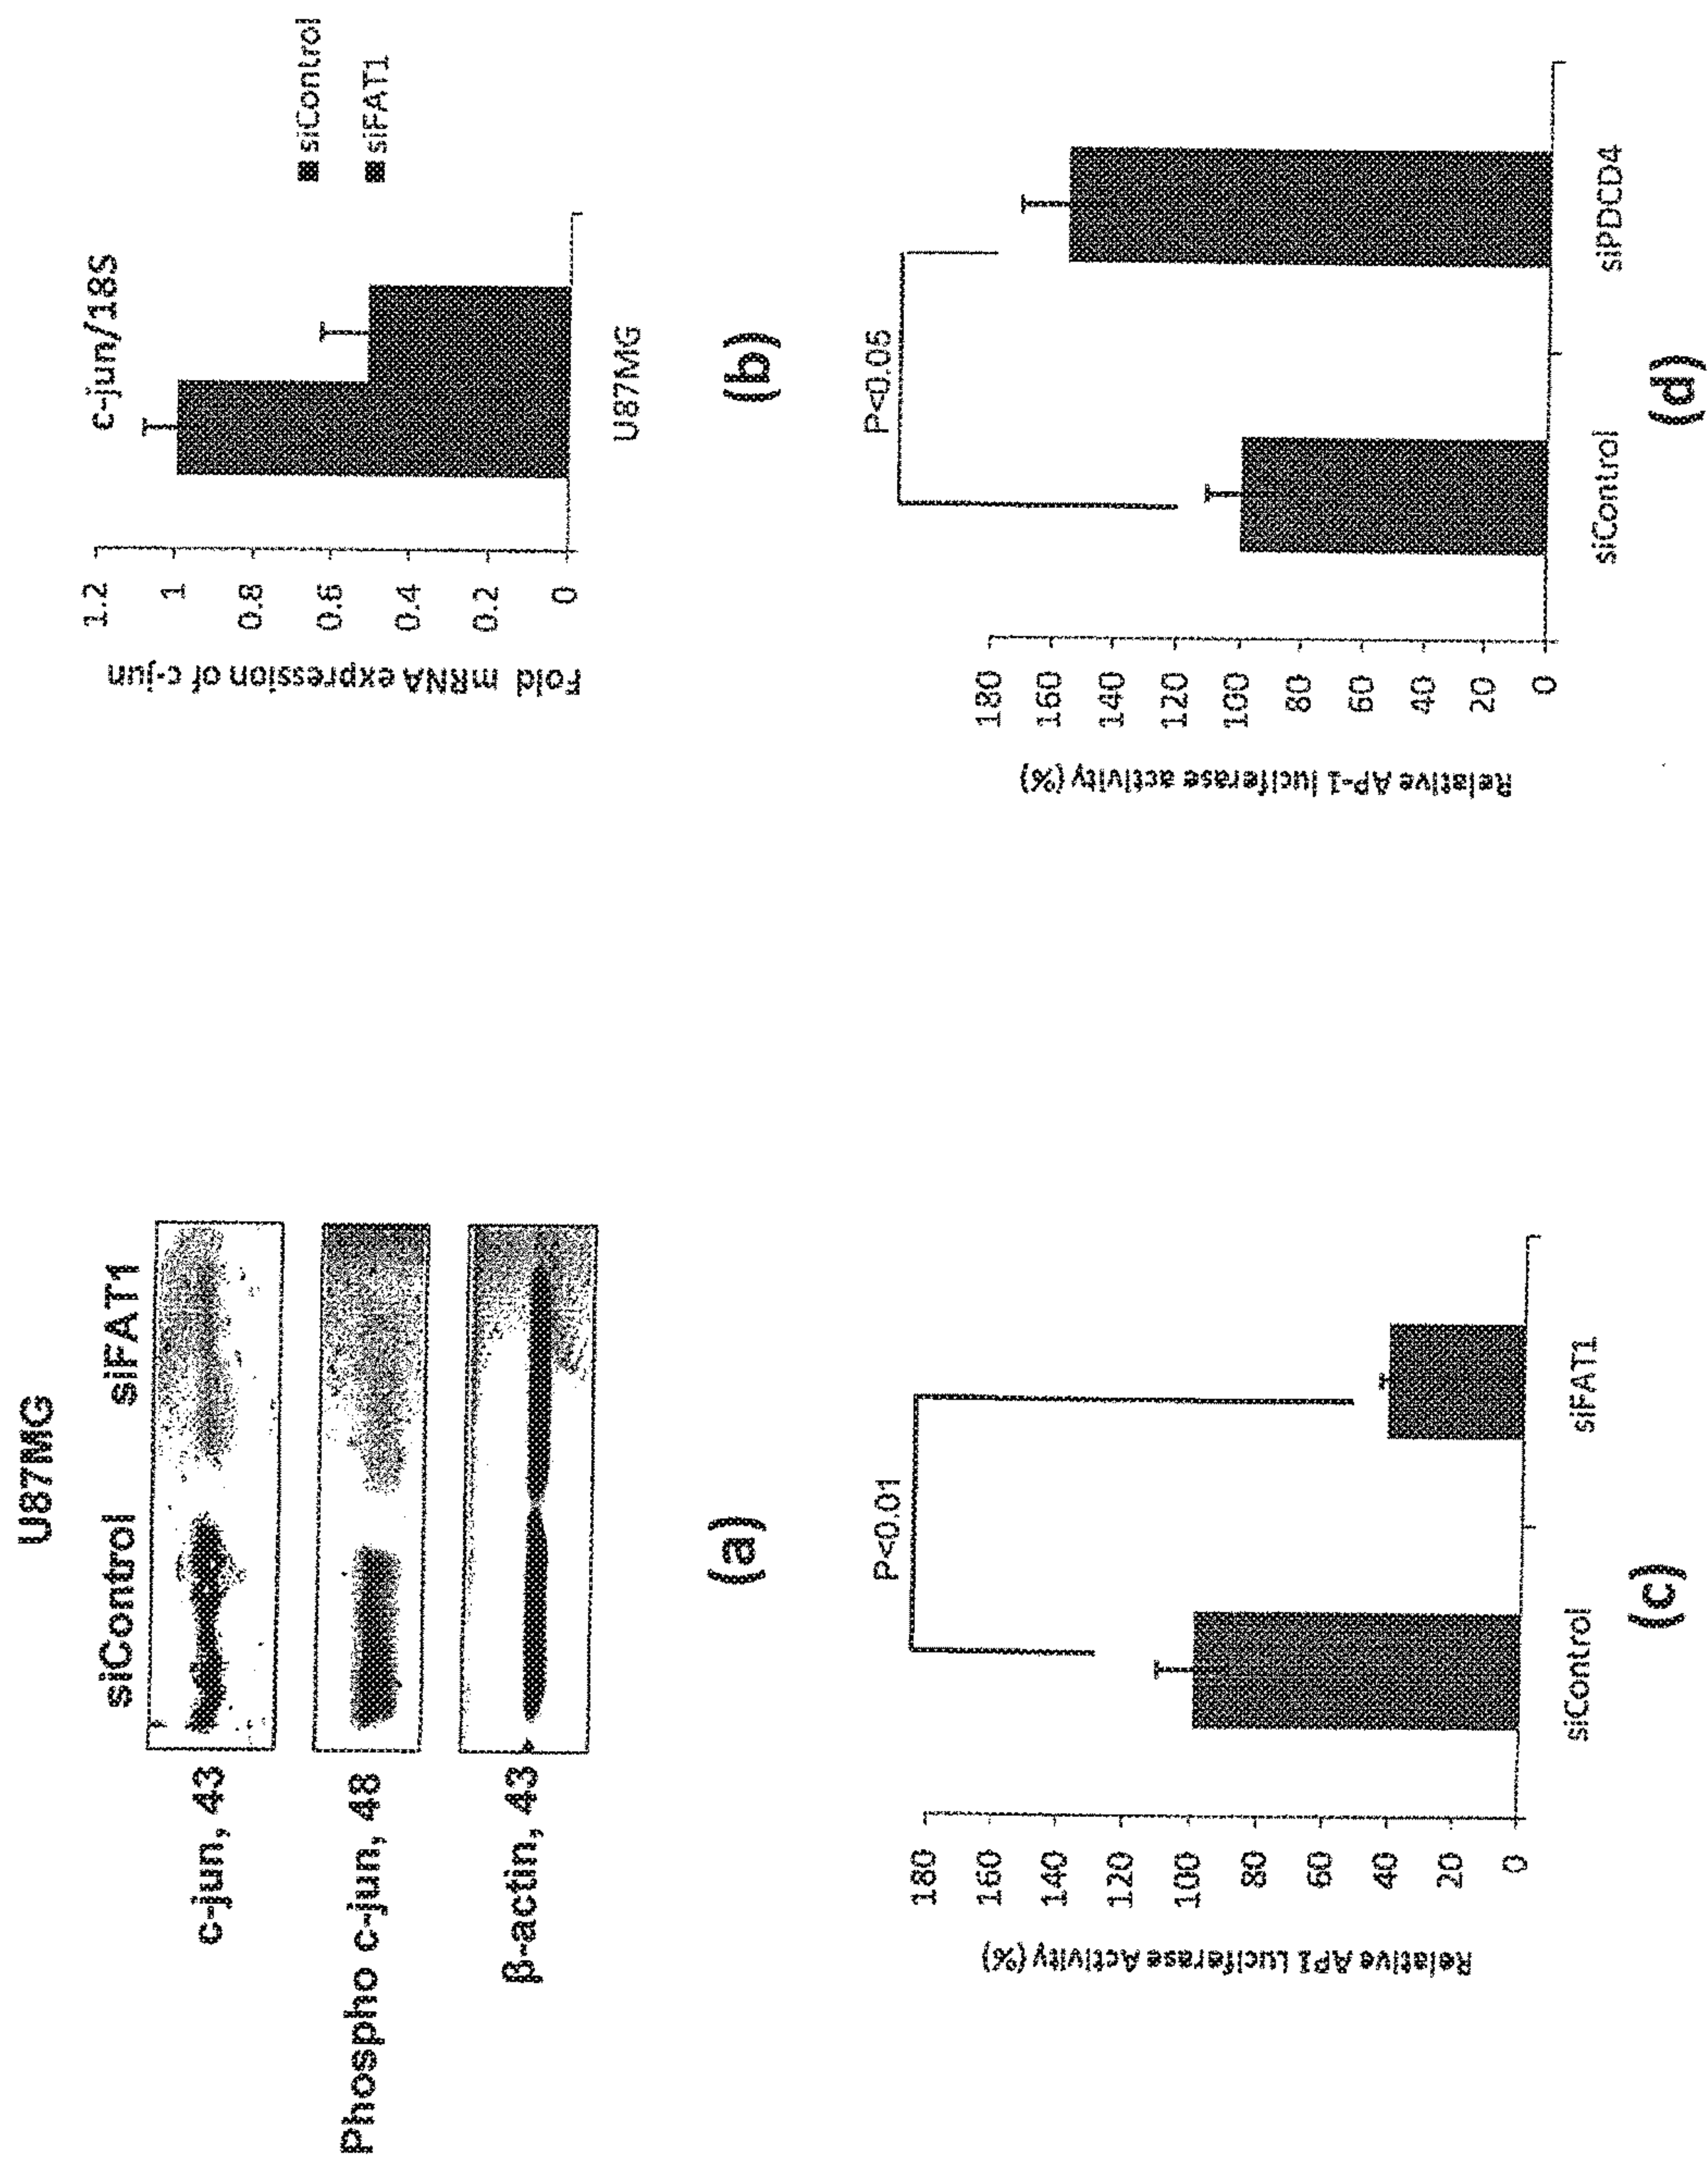 U87MG
siControl siFAT1
c-jun, 43
Phospho c-jun, 48
β-actin, 43
(a)
c-jun/18S
Fold mRNA expression of c-jun
1.2
1
0.8
0.6
0.4
0.2
0
U87MG
siControl
siFAT1
(b)
P<0.01
Relative AP1 Luciferase Activity (%)
180
160
140
120
100
80
60
40
20
0
siControl siFAT1
(c)
P<0.05
Relative AP-1 luciferase activity (%)
180
160
140
120
100
80
60
40
20
0
siControl siPDCD4
(d)